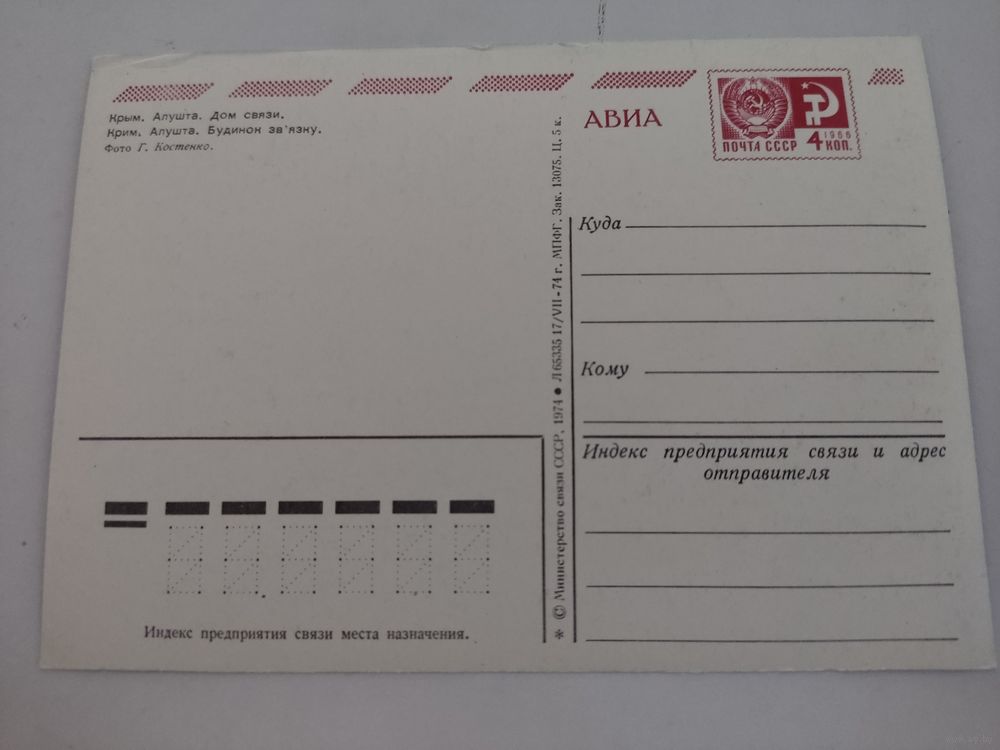 Крым. Алушта. Дом связи.
Крим. Алушта. Будинок зв'язку.
Фото Г. Костенко.
АВИА
ПОЧТА СССР
1966
4 КОП.
Куда
Кому
Индекс предприятия связи и адрес
отправителя
* © Министерство связи СССР, 1974 ● Л 65335 17/VII-74 г. МПФГ. Зак. 13075. Ц. 5 к.
Индекс предприятия связи места назначения.